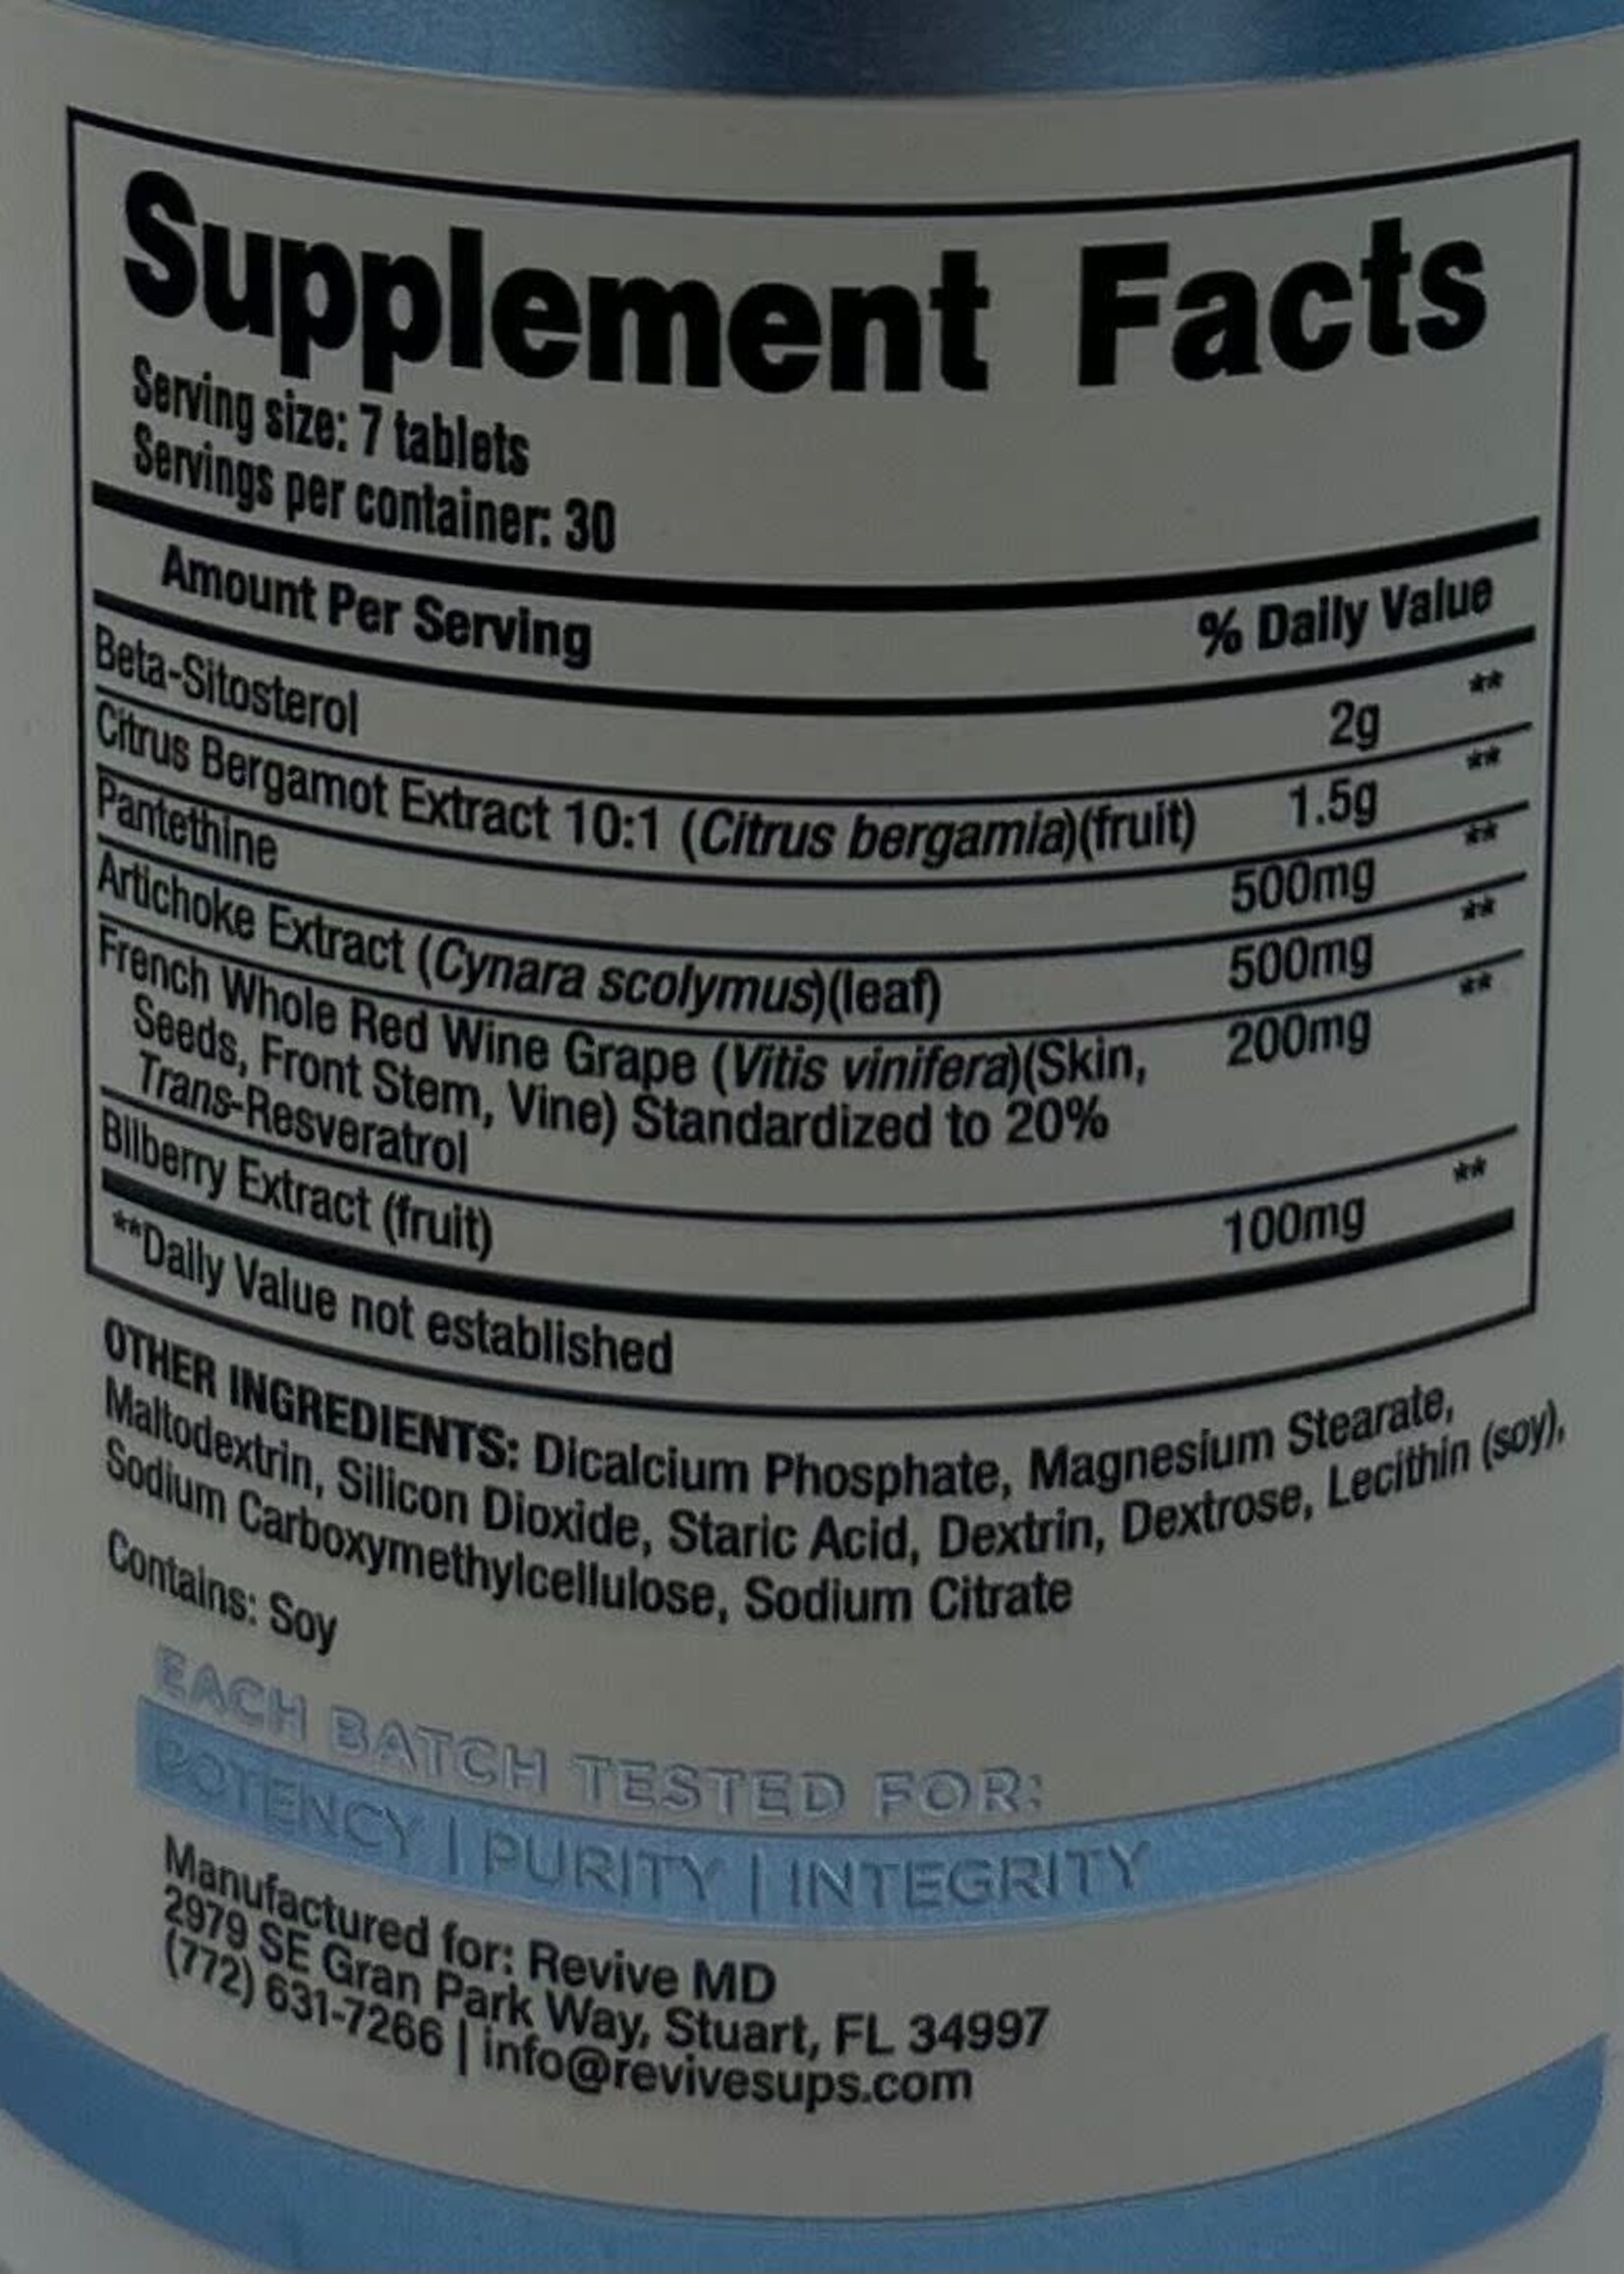 Supplement Facts
Serving size: 7 tablets
Servings per container: 30
Amount Per Serving % Daily Value
Beta-Sitosterol 2g **
Citrus Bergamot Extract 10:1 (Citrus bergamia)(fruit) 1.5g **
Pantethine 500mg **
Artichoke Extract (Cynara scolymus)(leaf) 500mg **
French Whole Red Wine Grape (Vitis vinifera)(Skin, 200mg **
Seeds, Front Stem, Vine) Standardized to 20%
Trans-Resveratrol
Bilberry Extract (fruit) 100mg **
**Daily Value not established
OTHER INGREDIENTS: Dicalcium Phosphate, Magnesium Stearate,
Maltodextrin, Silicon Dioxide, Staric Acid, Dextrin, Dextrose, Lecithin (soy),
Sodium Carboxymethylcellulose, Sodium Citrate
Contains: Soy
EACH BATCH TESTED FOR:
POTENCY | PURITY | INTEGRITY
Manufactured for: Revive MD
2979 SE Gran Park Way, Stuart, FL 34997
(772) 631-7266 | info@revivesups.com